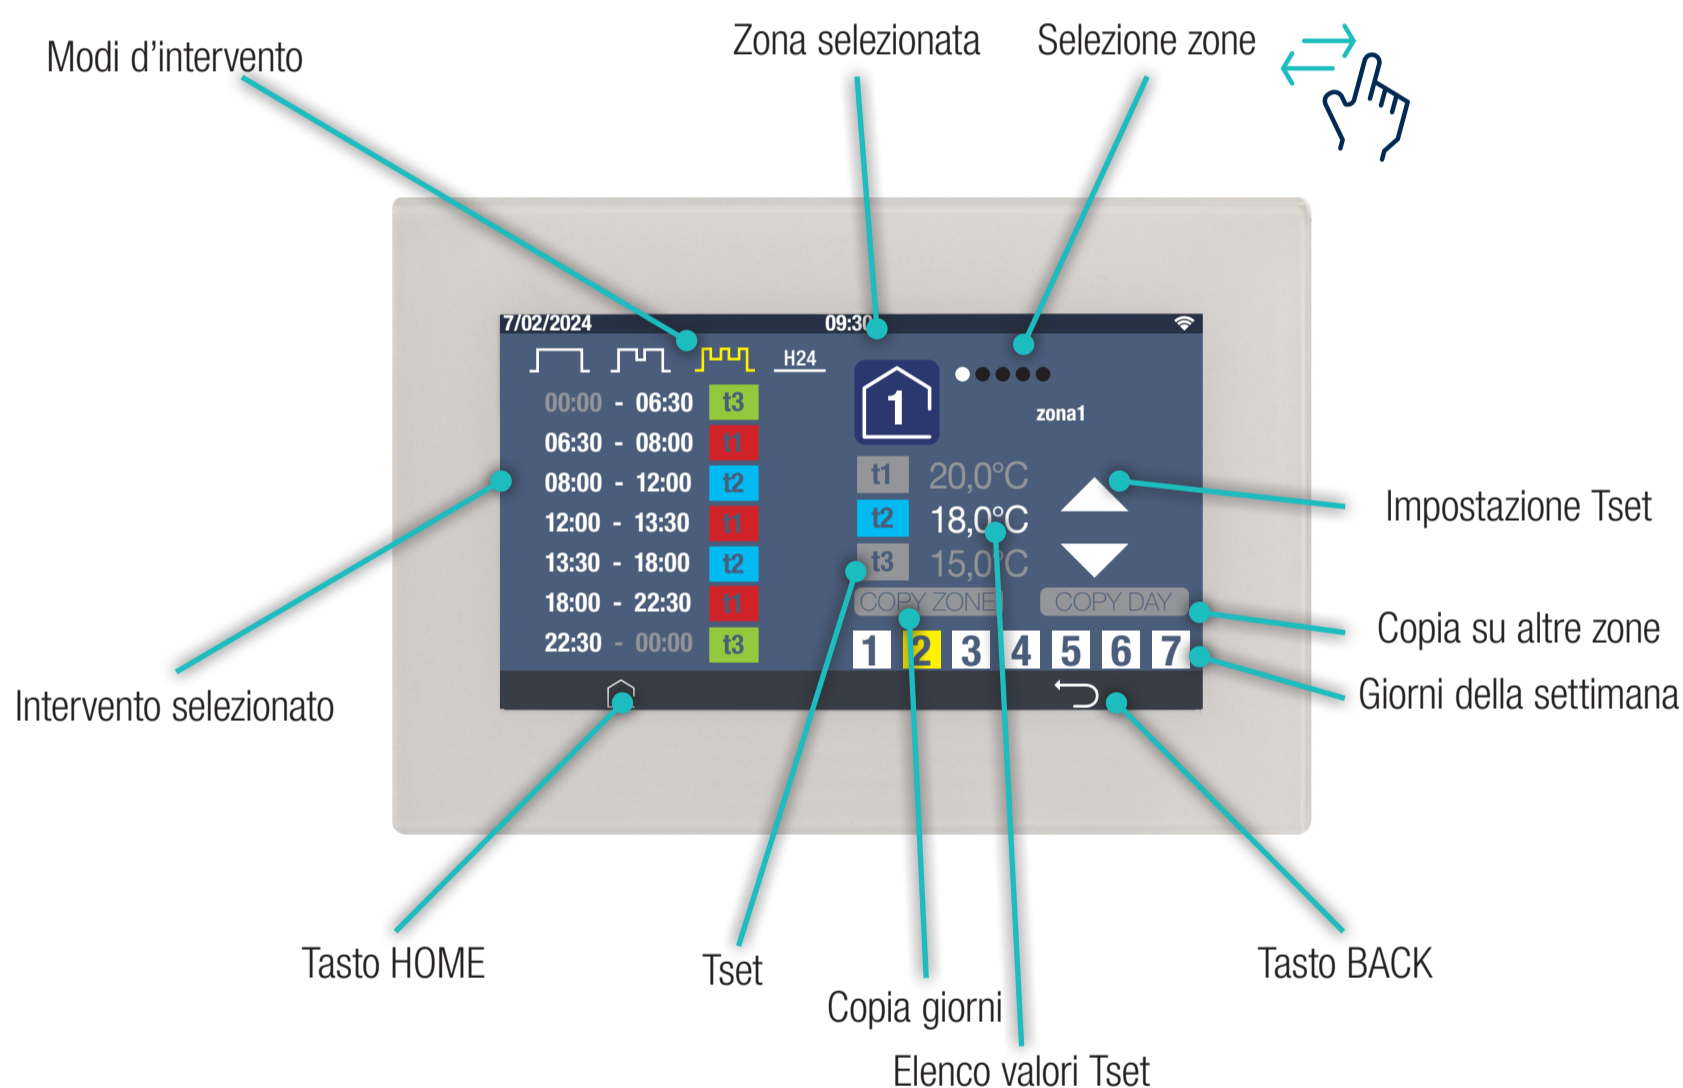 Modi d'intervento
Zona selezionata
Selezione zone
7/02/2024
09:30
H24
00:00 - 06:30 t3
06:30 - 08:00 t1
08:00 - 12:00 t2
12:00 - 13:30 t1
13:30 - 18:00 t2
18:00 - 22:30 t1
22:30 - 00:00 t3
1
zona1
t1 20,0°C
t2 18,0°C
t3 15,0°C
COPY ZONE
COPY DAY
1 2 3 4 5 6 7
Impostazione Tset
Copia su altre zone
Giorni della settimana
Intervento selezionato
Tasto HOME
Tset
Copia giorni
Elenco valori Tset
Tasto BACK